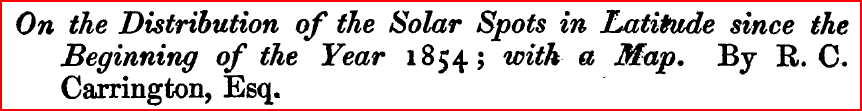 On the Distribution of the Solar Spots in Latitude since the
Beginning of the Year 1854; with a Map. By R. C.
Carrington, Esq.